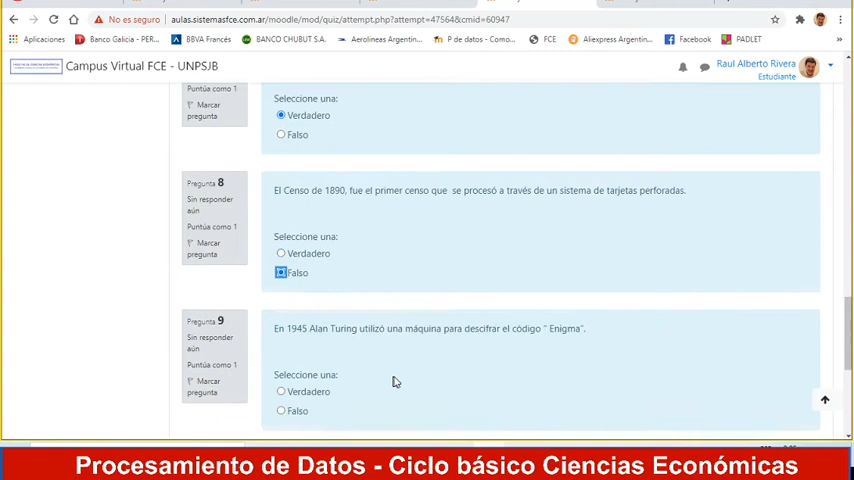 No es seguro aulas.sistemasfce.com.ar/moodle/mod/quiz/attempt.php?attempt=47564&cmid=60947
Aplicaciones Banco Galicia - PER... BBVA Francés BANCO CHUBUT S.A. Aerolineas Argentin... P de datos - Como... FCE Aliexpress Argentin... Facebook PADLET
Campus Virtual FCE - UNPSJB
Raul Alberto Rivera
Estudiante
Puntúa como 1
Marcar
pregunta
Seleccione una:
Verdadero
Falso
Pregunta 8
Sin responder
aún
Puntúa como 1
Marcar
pregunta
El Censo de 1890, fue el primer censo que se procesó a través de un sistema de tarjetas perforadas.
Seleccione una:
Verdadero
Falso
Pregunta 9
Sin responder
aún
Puntúa como 1
Marcar
pregunta
En 1945 Alan Turing utilizó una máquina para descifrar el código " Enigma".
Seleccione una:
Verdadero
Falso
Procesamiento de Datos - Ciclo básico Ciencias Económicas